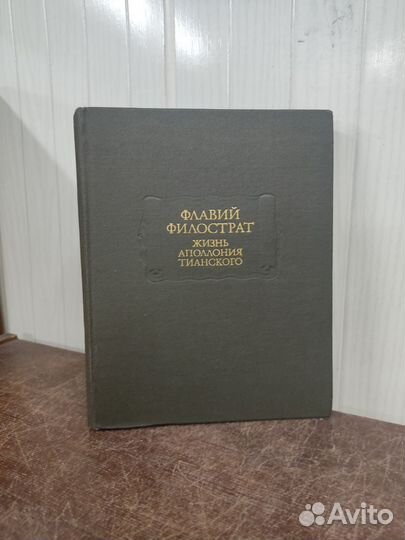 ФЛАВИЙ
ФИЛОСТРАТ
ЖИЗНЬ
АПОЛЛОНИЯ
ТИАНСКОГО
Avito